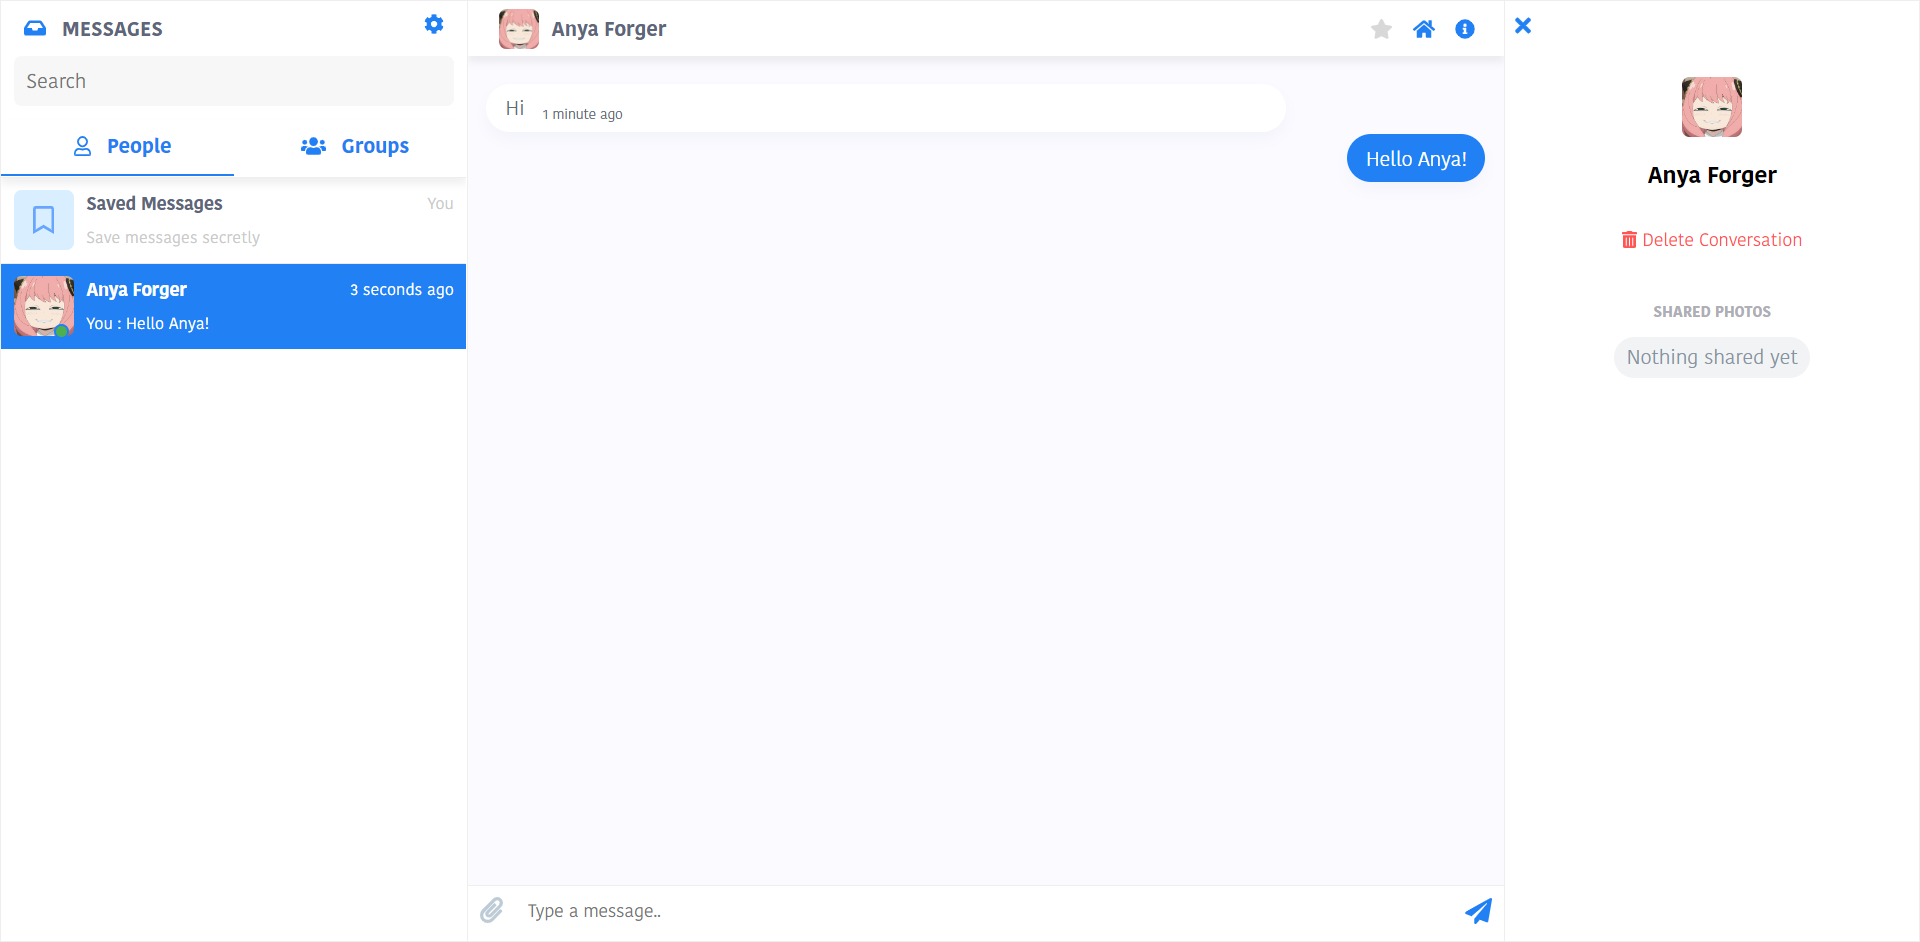 MESSAGES
Search
People
Groups
Saved Messages
You
Save messages secretly
Anya Forger
3 seconds ago
You : Hello Anya!
Anya Forger
Hi
1 minute ago
Hello Anya!
Type a message..
Anya Forger
Delete Conversation
SHARED PHOTOS
Nothing shared yet